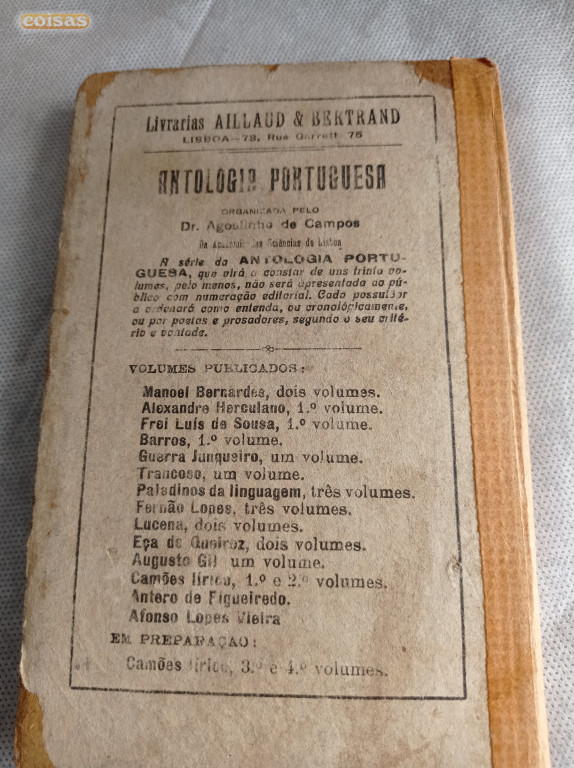 coisas
Livrarias AILLAUD & BERTRAND
LISBOA—73, Rua Garrett 75
ANTOLOGIA PORTUGUESA
ORGANIZADA PELO
Dr. Agostinho de Campos
Da Academia das Sciências de Lisboa
A série da ANTOLOGIA PORTU-
GUESA, que virá a constar de uns trinta vo-
lumes, pelo menos, não será apresentada ao pú-
blico com numeração editorial. Cada possuidor
a ordenará como entenda, ou cronológicamente,
ou por poetas e prosadores, segundo o seu crité-
rio e vontade.
VOLUMES PUBLICADOS:
Manoel Bernardes, dois volumes.
Alexandre Herculano, 1.º volume.
Frei Luís de Sousa, 1.º volume.
Barros, 1.º volume.
Guerra Junqueiro, um volume.
Trancoso, um volume.
Paladinos da linguagem, três volumes.
Fernão Lopes, três volumes.
Lucena, dois volumes.
Eça de Queiroz, dois volumes.
Augusto Gil um volume.
Camões lírico, 1.º e 2.º volumes.
Antero de Figueiredo.
Afonso Lopes Vieira
EM PREPARAÇÃO:
Camões lírico, 3.º e 4.º volumes.